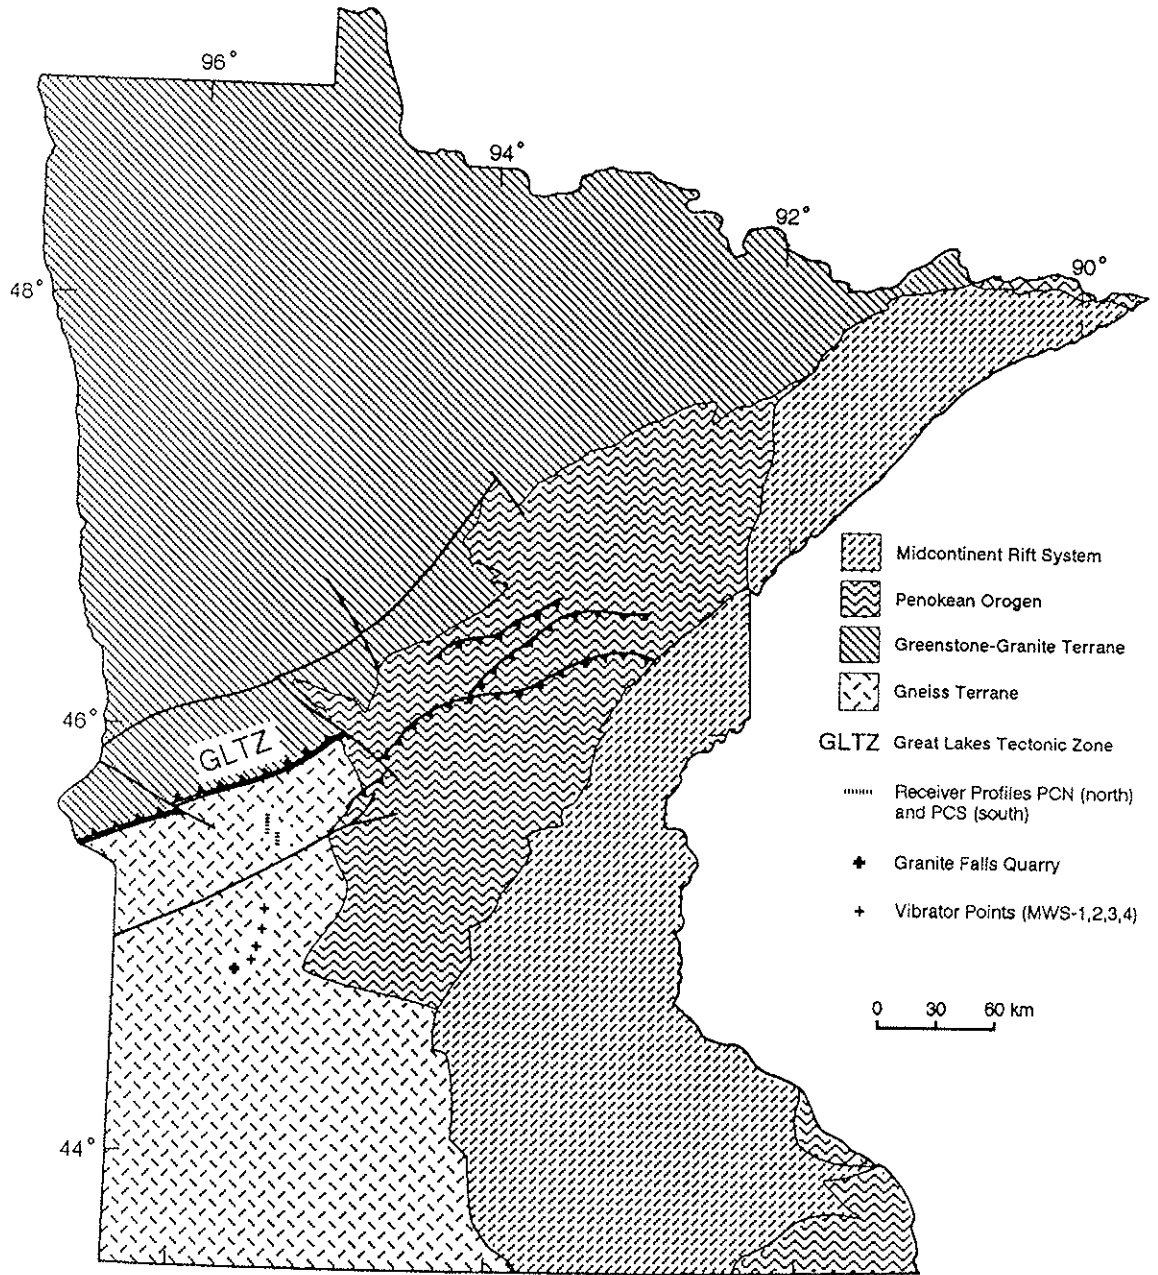 96°
94°
92°
90°
48°
46°
44°
GLTZ
Midcontinent Rift System
Penokean Orogen
Greenstone-Granite Terrane
Gneiss Terrane
GLTZ Great Lakes Tectonic Zone
Receiver Profiles PCN (north)
and PCS (south)
Granite Falls Quarry
Vibrator Points (MWS-1,2,3,4)
0 30 60 km